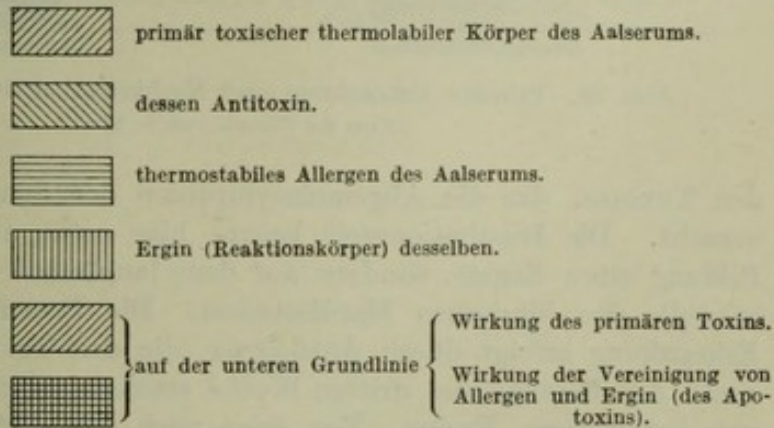 primär toxischer thermolabiler Körper des Aalserums.
dessen Antitoxin.
thermostabiles Allergen des Aalserums.
Ergin (Reaktionskörper) desselben.
auf der unteren Grundlinie
Wirkung des primären Toxins.
Wirkung der Vereinigung von
Allergen und Ergin (des Apo-
toxins).